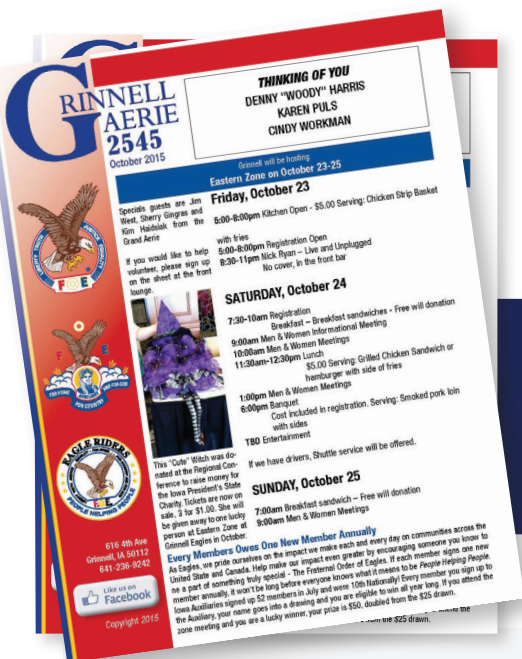 GRINNELL
AERIE
2545
October 2015
THINKING OF YOU
DENNY "WOODY" HARRIS
KAREN PULS
CINDY WORKMAN
Grinnell will be hosting
Eastern Zone on October 23-25
Specials guests are Jim
West, Sherry Gingras and
Kim Haidsiak from the
Grand Aerie
If you would like to help
volunteer, please sign up
on the sheet at the front
lounge.
Friday, October 23
5:00-8:00pm Kitchen Open - $5.00 Serving: Chicken Strip Basket
with fries
5:00-8:00pm Registration Open
8:30-11pm Nick Ryan – Live and Unplugged
No cover, in the front bar
SATURDAY, October 24
7:30-10am Registration
Breakfast – Breakfast sandwiches - Free will donation
9:00am Men & Women Informational Meeting
10:00am Men & Women Meetings
11:30am-12:30pm Lunch
$5.00 Serving: Grilled Chicken Sandwich or
hamburger with side of fries
1:00pm Men & Women Meetings
6:00pm Banquet
Cost included in registration. Serving: Smoked pork loin
with sides
TBD Entertainment
If we have drivers, Shuttle service will be offered.
SUNDAY, October 25
7:00am Breakfast sandwich – Free will donation
9:00am Men & Women Meetings
This "Cute" Witch was do-
nated at the Regional Con-
ference to raise money for
the Iowa President's State
Charity. Tickets are now on
sale, 3 for $1.00. She will
be given away to one lucky
person at Eastern Zone at
Grinnell Eagles in October.
LIBERTY TRUTH JUSTICE EQUALITY
F.O.E.
F O E
FOR HOME FOR COUNTRY AND FOR GOD
EAGLE RIDERS
F.O.E.
PEOPLE HELPING PEOPLE
616 4th Ave
Grinnell, IA 50112
641-236-9242
Like us on
Facebook
Copyright 2015
Every Members Owes One New Member Annually
As Eagles, we pride ourselves on the impact we make each and every day on communities across the
United State and Canada. Help make our impact even greater by encouraging someone you know to
ne a part of something truly special - The Fraternal Order of Eagles. If each member signs one new
member annually, it won't be long before everyone knows what it means to be People Helping People.
Iowa Auxiliaries signed up 52 members in July and were 10th Nationally! Every member you sign up to
the Auxiliary, your name goes into a drawing and you are eligible to win all year long. If you attend the
zone meeting and you are a lucky winner, your prize is $50, doubled from the $25 drawn.
from the $25 drawn.